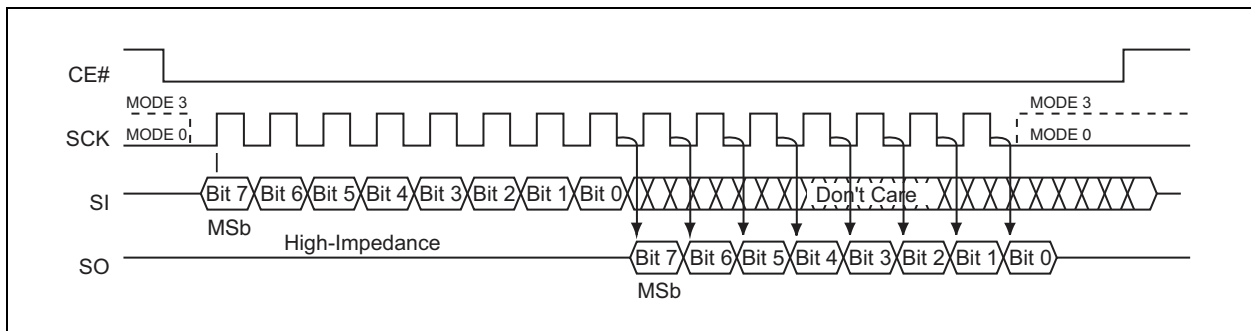 CE#
MODE 3 MODE 3
SCK MODE 0 MODE 0
SI Bit 7 Bit 6 Bit 5 Bit 4 Bit 3 Bit 2 Bit 1 Bit 0 Don't Care
MSb
High-Impedance
SO Bit 7 Bit 6 Bit 5 Bit 4 Bit 3 Bit 2 Bit 1 Bit 0
MSb